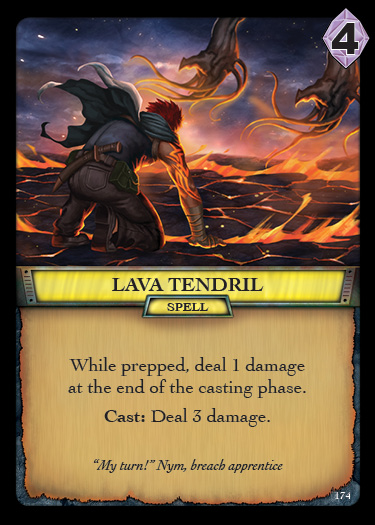 4
LAVA TENDRIL
SPELL
While prepped, deal 1 damage
at the end of the casting phase.
Cast: Deal 3 damage.
“My turn!” Nym, breach apprentice
174